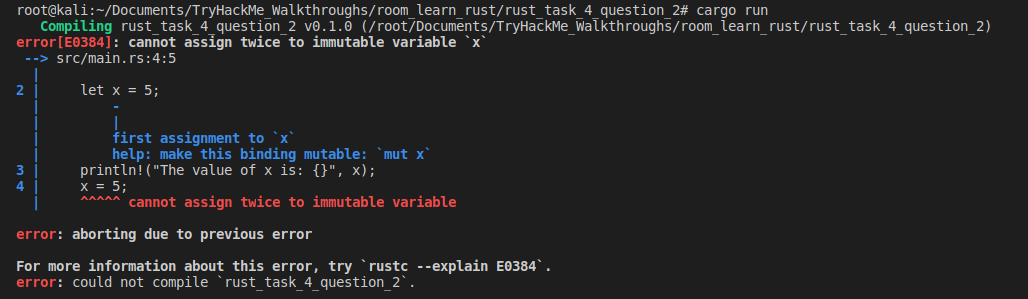 root@kali:~/Documents/TryHackMe_Walkthroughs/room_learn_rust/rust_task_4_question_2# cargo run
   Compiling rust_task_4_question_2 v0.1.0 (/root/Documents/TryHackMe_Walkthroughs/room_learn_rust/rust_task_4_question_2)
error[E0384]: cannot assign twice to immutable variable `x`
 --> src/main.rs:4:5
  |
2 |     let x = 5;
  |         -
  |         |
  |         first assignment to `x`
  |         help: make this binding mutable: `mut x`
3 |     println!("The value of x is: {}", x);
4 |     x = 5;
  |     ^^^^^ cannot assign twice to immutable variable

error: aborting due to previous error

For more information about this error, try `rustc --explain E0384`.
error: could not compile `rust_task_4_question_2`.